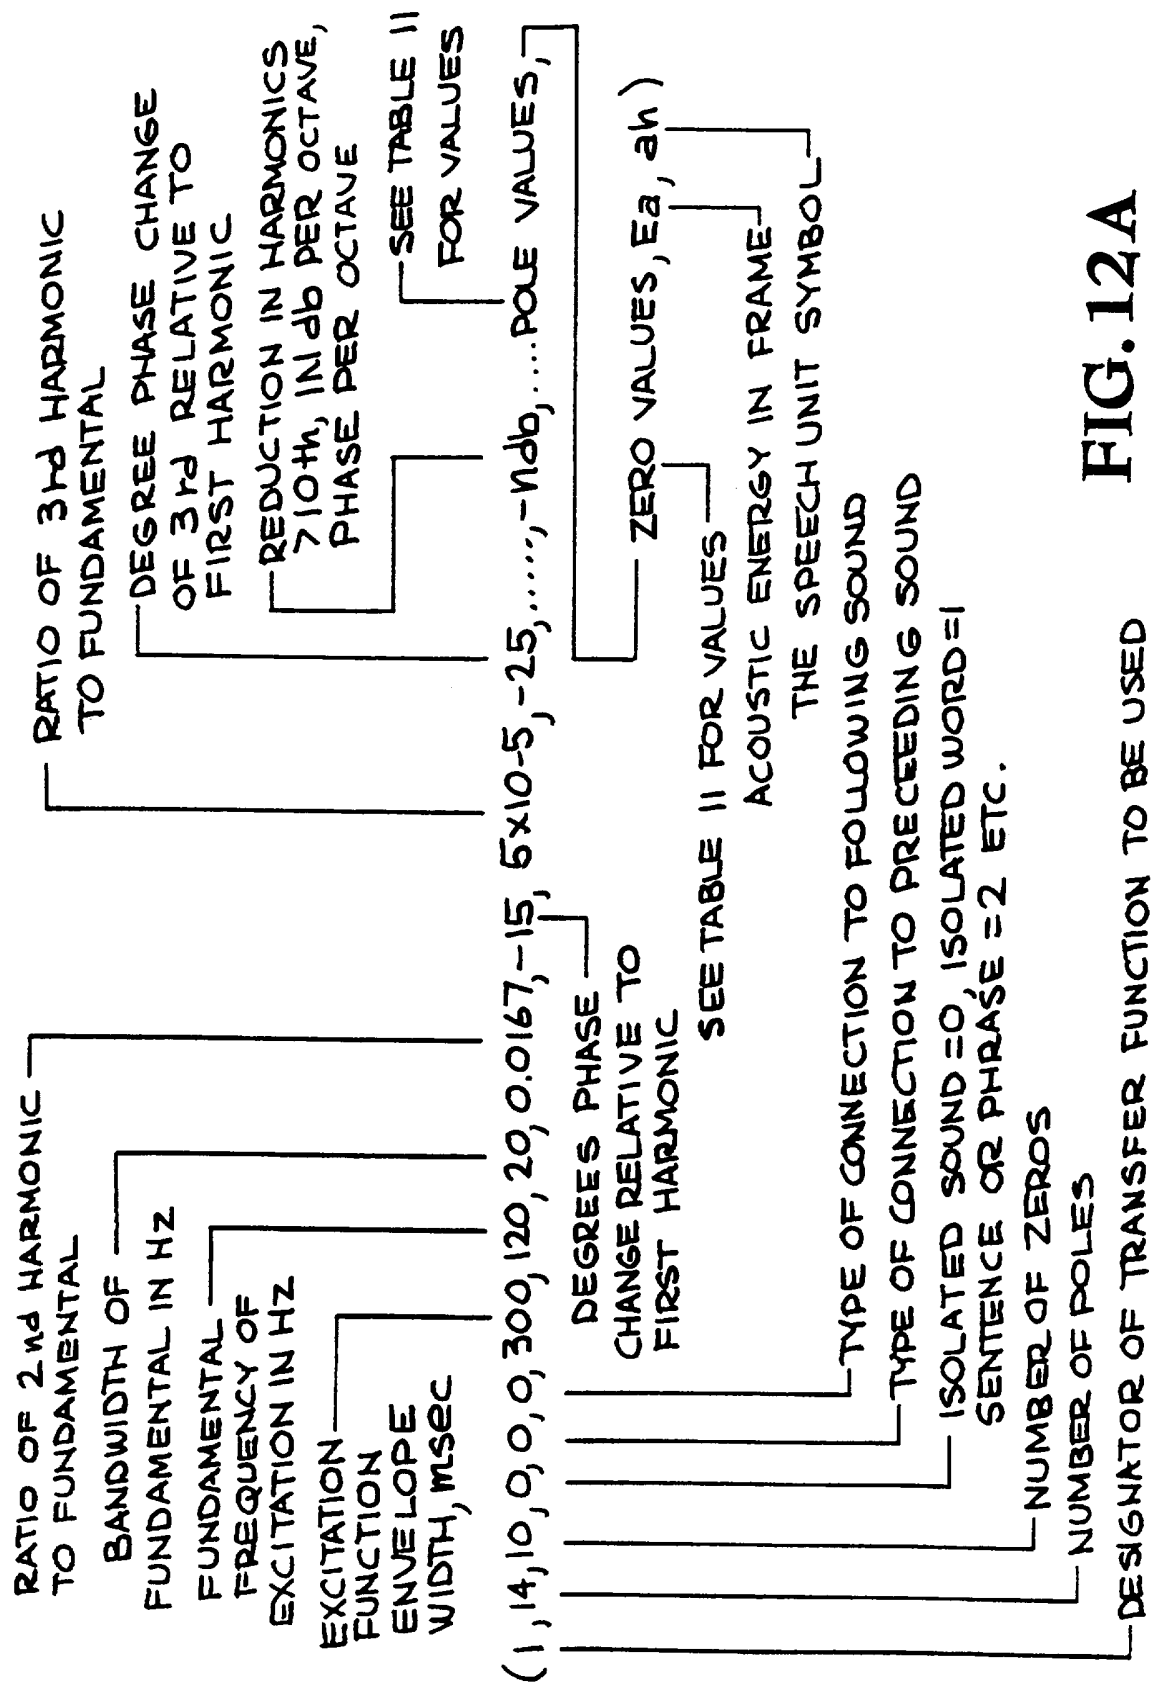 RATIO OF 2nd HARMONIC
TO FUNDAMENTAL
BANDWIDTH OF
FUNDAMENTAL IN Hz
FUNDAMENTAL
FREQUENCY OF
EXCITATION IN HZ
EXCITATION
FUNCTION
ENVELOPE
WIDTH, msec
RATIO OF 3rd HARMONIC
TO FUNDAMENTAL
DEGREE PHASE CHANGE
OF 3rd RELATIVE TO
FIRST HARMONIC
REDUCTION IN HARMONICS
710th, IN db PER OCTAVE,
PHASE PER OCTAVE
SEE TABLE II
FOR VALUES
(1, 14, 10, 0, 0, 0, 300, 120, 20, 0.0167, -15, 5x10-5, -25, ......, -ndb, ....POLE VALUES,
ZERO VALUES, Ea, ah)
DEGREES PHASE
CHANGE RELATIVE TO
FIRST HARMONIC
SEE TABLE II FOR VALUES
ACOUSTIC ENERGY IN FRAME
THE SPEECH UNIT SYMBOL
TYPE OF CONNECTION TO FOLLOWING SOUND
TYPE OF CONNECTION TO PRECEEDING SOUND
ISOLATED SOUND=0, ISOLATED WORD=1
SENTENCE OR PHRASE=2 ETC.
NUMBER OF ZEROS
NUMBER OF POLES
DESIGNATOR OF TRANSFER FUNCTION TO BE USED
FIG. 12A